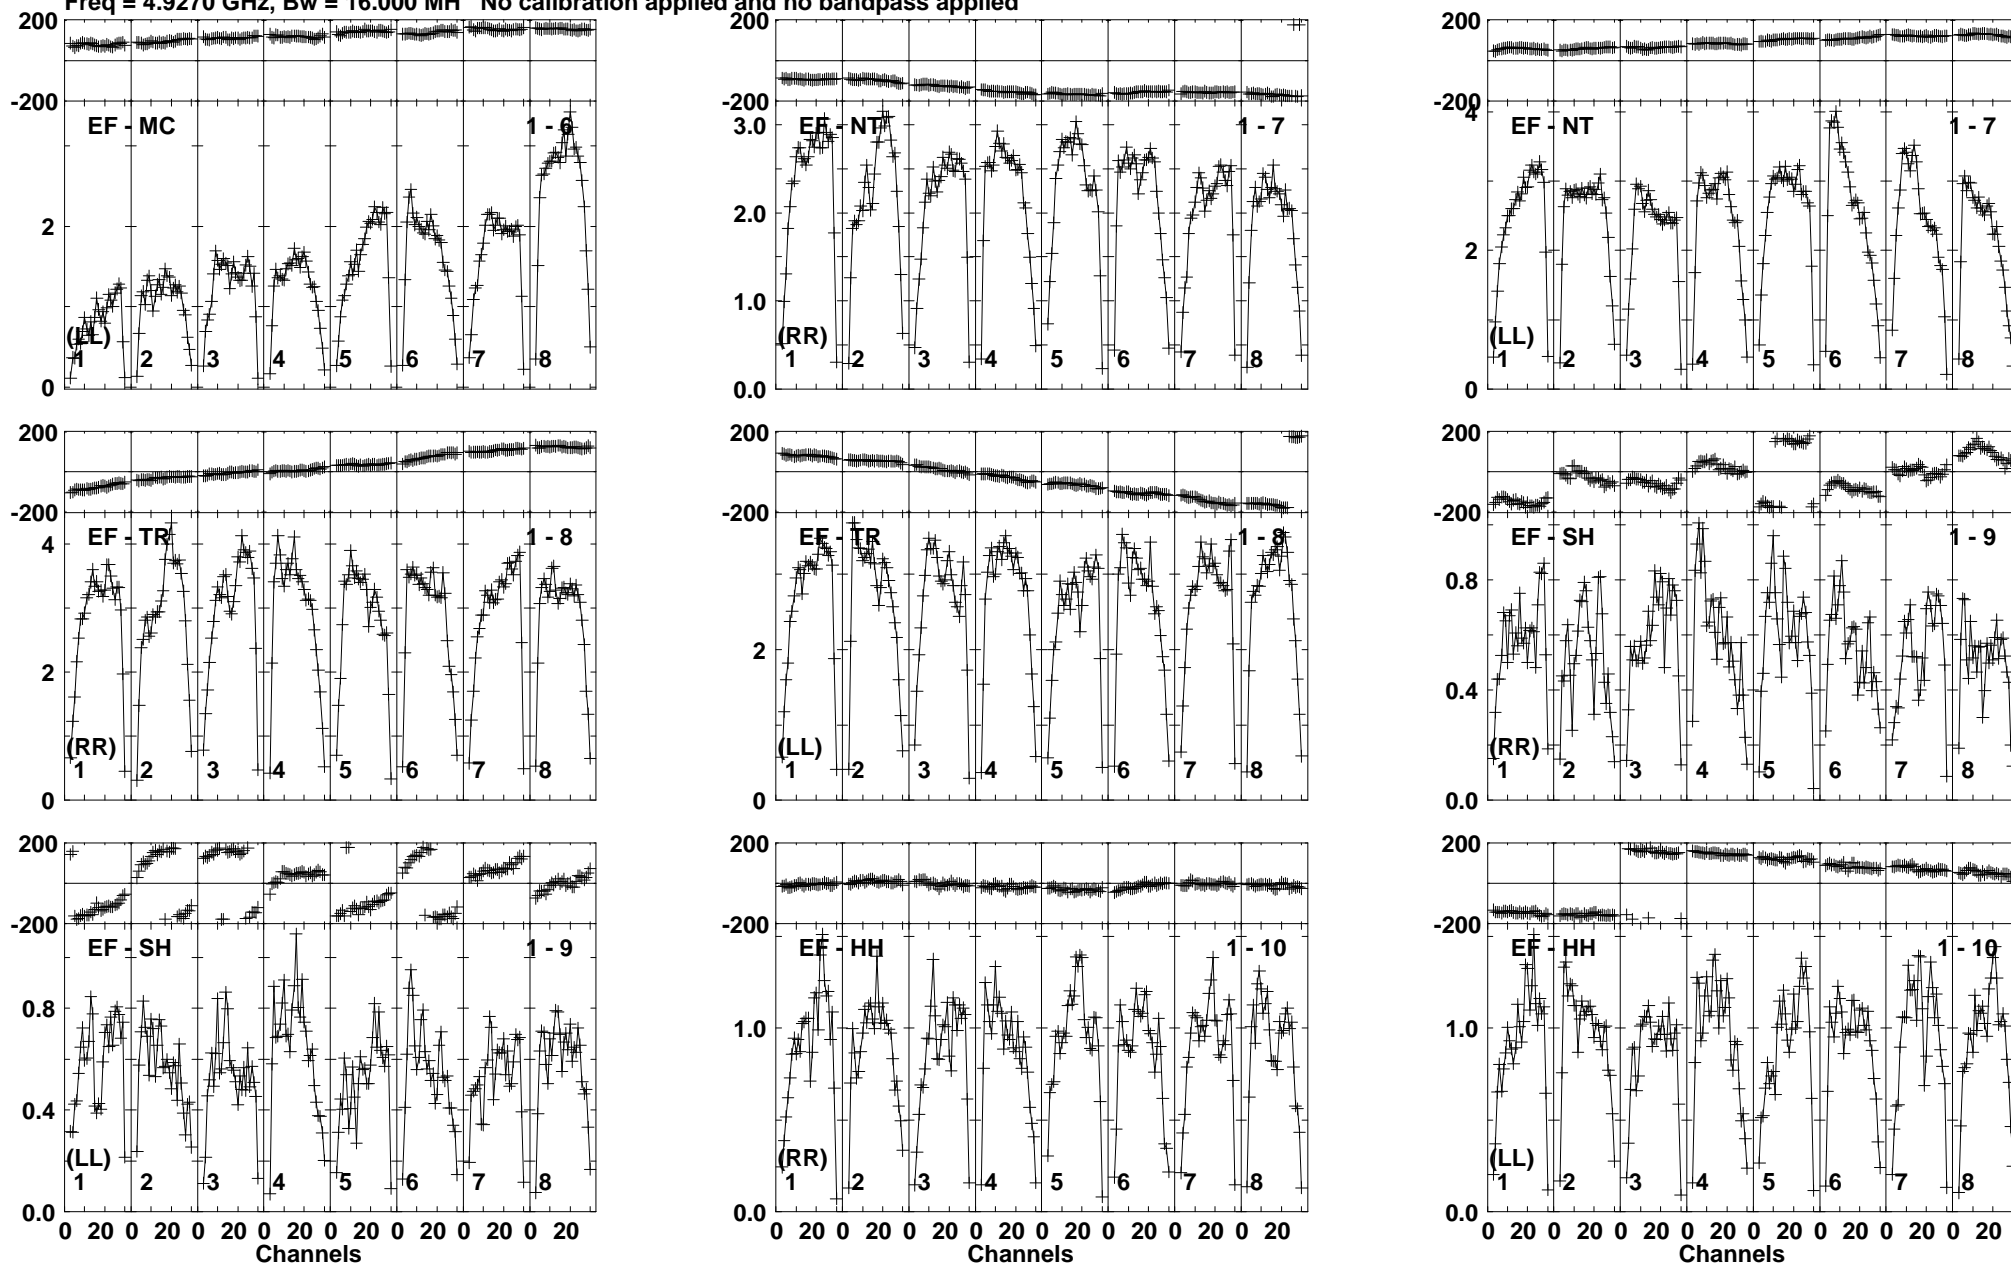 Freq = 4.9270 GHz, Bw = 16.000 MH No calibration applied and no bandpass applied
200
-200
EF - MC 1 - 6
2
0
(LL)
1 2 3 4 5 6 7 8
200
-200
EF - NT 1 - 7
3.0
2.0
1.0
0.0
(RR)
1 2 3 4 5 6 7 8
200
-200
EF - NT 1 - 7
4
2
0
(LL)
1 2 3 4 5 6 7 8
200
-200
EF - TR 1 - 8
4
2
0
(RR)
1 2 3 4 5 6 7 8
200
-200
EF - TR 1 - 8
2
0
(LL)
1 2 3 4 5 6 7 8
200
-200
EF - SH 1 - 9
0.8
0.4
0.0
(RR)
1 2 3 4 5 6 7 8
200
-200
EF - SH 1 - 9
0.8
0.4
0.0
(LL)
1 2 3 4 5 6 7 8
0 20 0 20 0 20 0 20 0 20 0 20 0 20 0 20
Channels
200
-200
EF - HH 1 - 10
1.0
0.0
(RR)
1 2 3 4 5 6 7 8
0 20 0 20 0 20 0 20 0 20 0 20 0 20 0 20
Channels
200
-200
EF - HH 1 - 10
1.0
0.0
(LL)
1 2 3 4 5 6 7 8
0 20 0 20 0 20 0 20 0 20 0 20 0 20 0 20
Channels